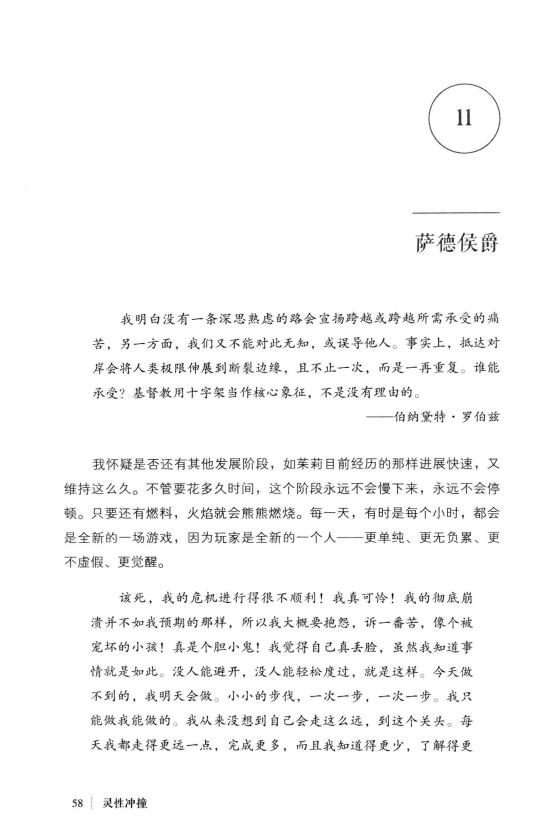 11
萨德侯爵
我明白没有一条深思熟虑的路会宣扬跨越或跨越所需承受的痛
苦，另一方面，我们又不能对此无知，或误导他人。事实上，抵达对
岸会将人类极限伸展到断裂边缘，且不止一次，而是一再重复。谁能
承受？基督教用十字架当作核心象征，不是没有理由的。
——伯纳黛特·罗伯兹
我怀疑是否还有其他发展阶段，如茱莉目前经历的那样进展快速，又
维持这么久。不管要花多久时间，这个阶段永远不会慢下来，永远不会停
顿。只要还有燃料，火焰就会熊熊燃烧。每一天，有时是每个小时，都会
是全新的一场游戏，因为玩家是全新的一个人——更单纯、更无负累、更
不虚假、更觉醒。
该死，我的危机进行得很不顺利！我真可怜！我的彻底崩
溃并不如我预期的那样，所以我大概要抱怨，诉一番苦，像个被
宠坏的小孩！真是个胆小鬼！我觉得自己真丢脸，虽然我知道事
情就是如此。没人能避开，没人能轻松度过，就是这样。今天做
不到的，我明天会做。小小的步伐，一次一步，一次一步。我只
能做我能做的。我从来没想到自己会走这么远，到这个关头。每
天我都走得更远一点，完成更多，而且我知道得更少，了解得更
58 灵性冲撞